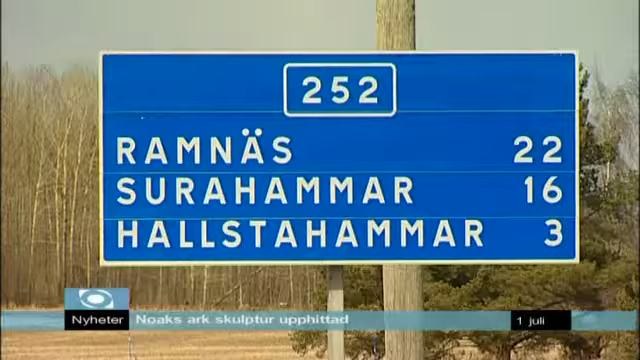 252
RAMNÄS 22
SURAHAMMAR 16
HALLSTAHAMMAR 3
Nyheter Noaks ark skulptur upphittad 1 juli